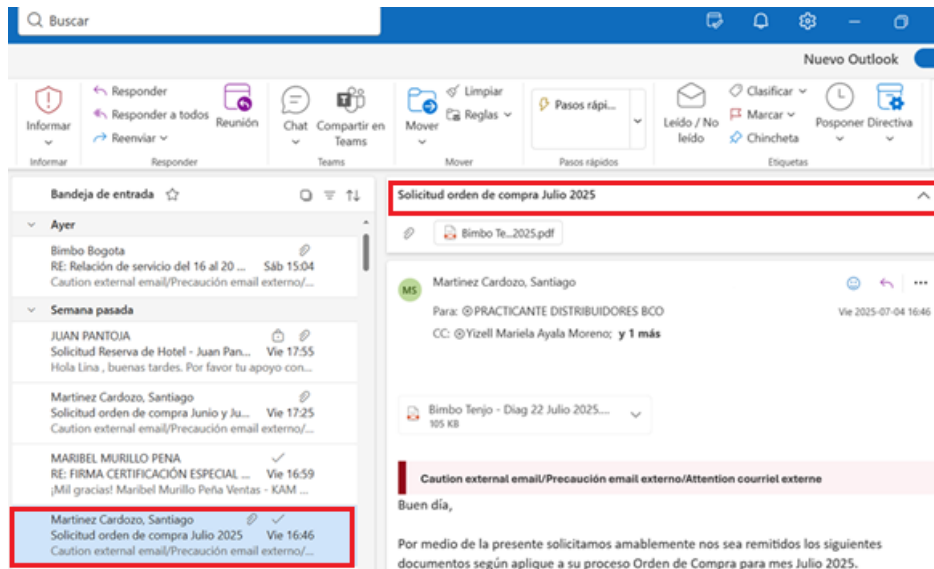 Buscar
Nuevo Outlook
Informar
Responder
Responder a todos
Reenviar
Reunión
Chat
Compartir en
Teams
Mover
Limpiar
Reglas
Pasos rápi...
Leído / No
leído
Clasificar
Marcar
Chincheta
Posponer
Directiva
Informar
Responder
Teams
Mover
Pasos rápidos
Etiquetas
Bandeja de entrada
Ayer
Bimbo Bogota
RE: Relación de servicio del 16 al 20 ... Sáb 15:04
Caution external email/Precaución email externo/...
Semana pasada
JUAN PANTOJA
Solicitud Reserva de Hotel - Juan Pan... Vie 17:55
Hola Lina , buenas tardes. Por favor tu apoyo con...
Martinez Cardozo, Santiago
Solicitud orden de compra Junio y Ju... Vie 17:25
Caution external email/Precaución email externo/...
MARIBEL MURILLO PENA
RE: FIRMA CERTIFICACIÓN ESPECIAL ... Vie 16:59
¡Mil gracias! Maribel Murillo Peña Ventas - KAM ...
Martinez Cardozo, Santiago
Solicitud orden de compra Julio 2025 Vie 16:46
Caution external email/Precaución email externo/...
Solicitud orden de compra Julio 2025
Bimbo Te...2025.pdf
MS
Martinez Cardozo, Santiago
Para: PRACTICANTE DISTRIBUIDORES BCO
Vie 2025-07-04 16:46
CC: Yizell Mariela Ayala Moreno; y 1 más
Bimbo Tenjo - Diag 22 Julio 2025....
105 KB
Caution external email/Precaución email externo/Attention courriel externe
Buen día,
Por medio de la presente solicitamos amablemente nos sea remitidos los siguientes
documentos según aplique a su proceso Orden de Compra para mes Julio 2025.